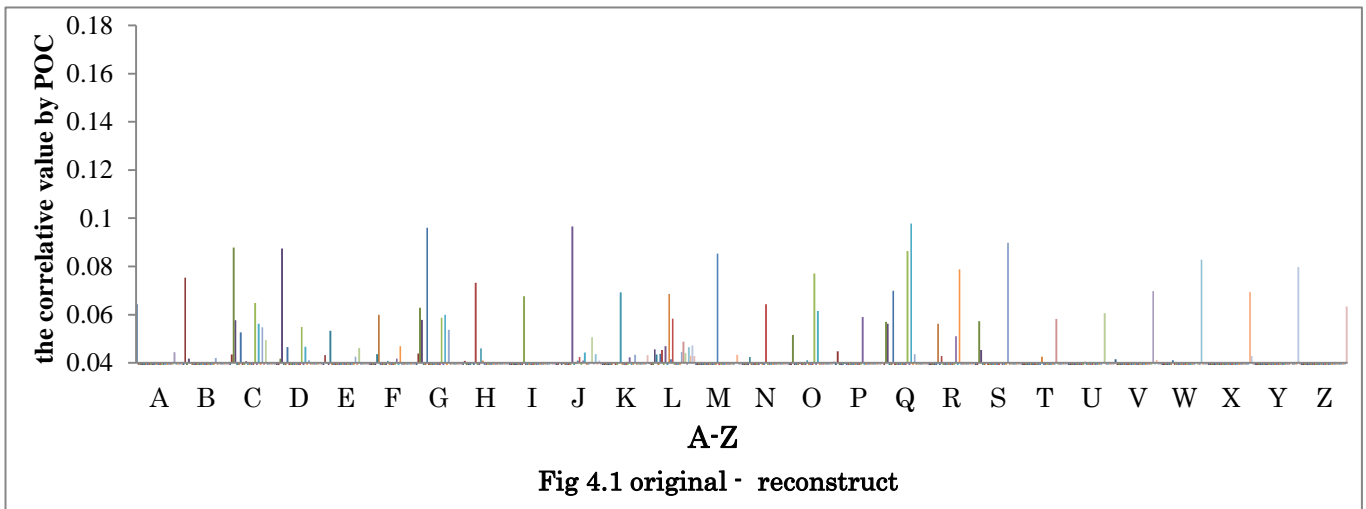 the correlative value by POC
0.18
0.16
0.14
0.12
0.1
0.08
0.06
0.04
A B C D E F G H I J K L M N O P Q R S T U V W X Y Z
A-Z
Fig 4.1 original - reconstruct